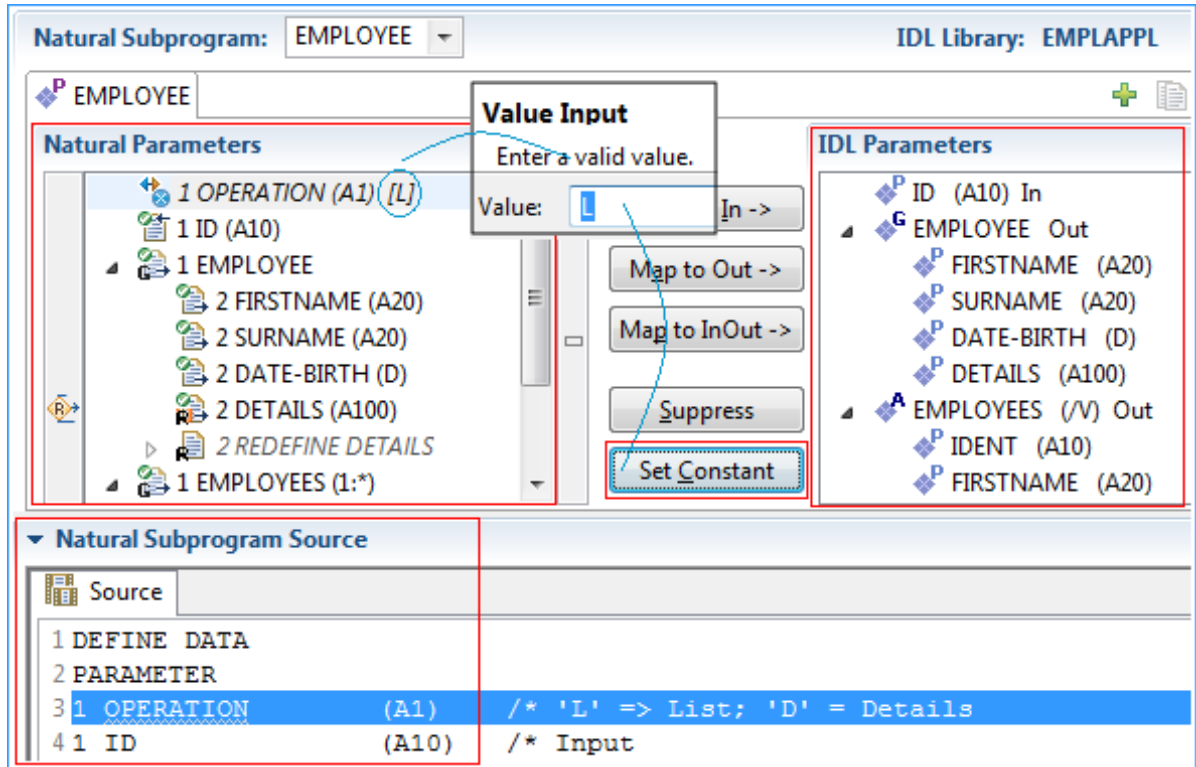 Natural Subprogram: EMPLOYEE IDL Library: EMPLAPPL
P EMPLOYEE
Value Input
Enter a valid value.
Value: L
Natural Parameters
1 OPERATION (A1) [L]
1 ID (A10)
1 EMPLOYEE
2 FIRSTNAME (A20)
2 SURNAME (A20)
2 DATE-BIRTH (D)
R 2 DETAILS (A100)
2 REDEFINE DETAILS
1 EMPLOYEES (1:*)
In ->
Map to Out ->
Map to InOut ->
Suppress
Set Constant
IDL Parameters
P ID (A10) In
G EMPLOYEE Out
P FIRSTNAME (A20)
P SURNAME (A20)
P DATE-BIRTH (D)
P DETAILS (A100)
A EMPLOYEES (/V) Out
P IDENT (A10)
P FIRSTNAME (A20)
Natural Subprogram Source
Source
1 DEFINE DATA
2 PARAMETER
3 1 OPERATION (A1) /* 'L' => List; 'D' = Details
4 1 ID (A10) /* Input